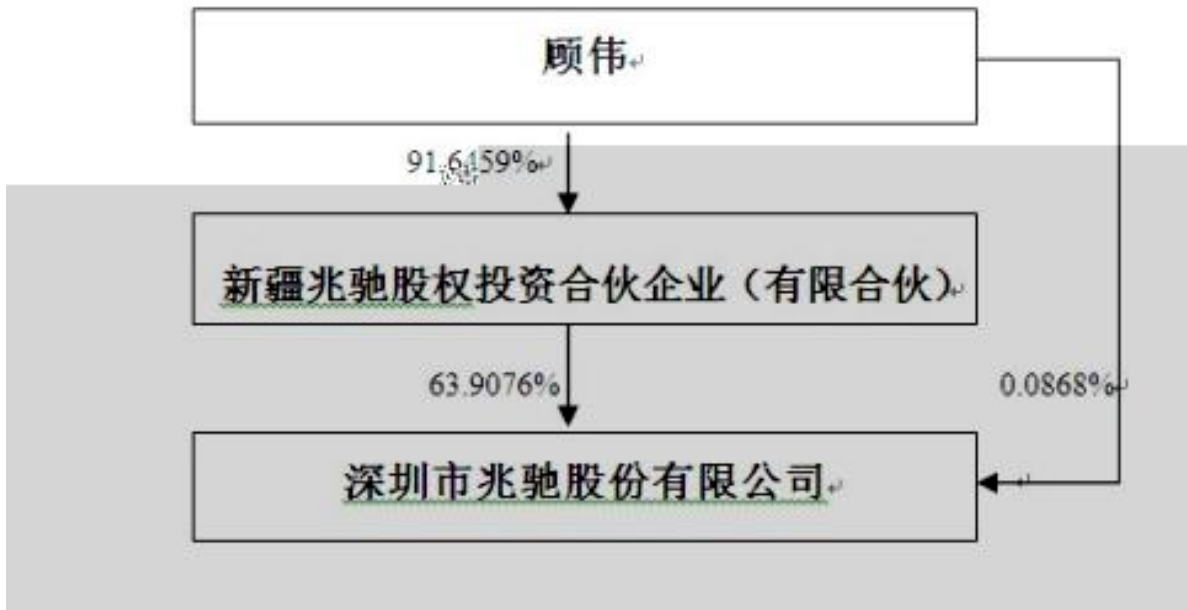 顾伟
91.6459%
新疆兆驰股权投资合伙企业（有限合伙）
63.9076%
0.0868%
深圳市兆驰股份有限公司